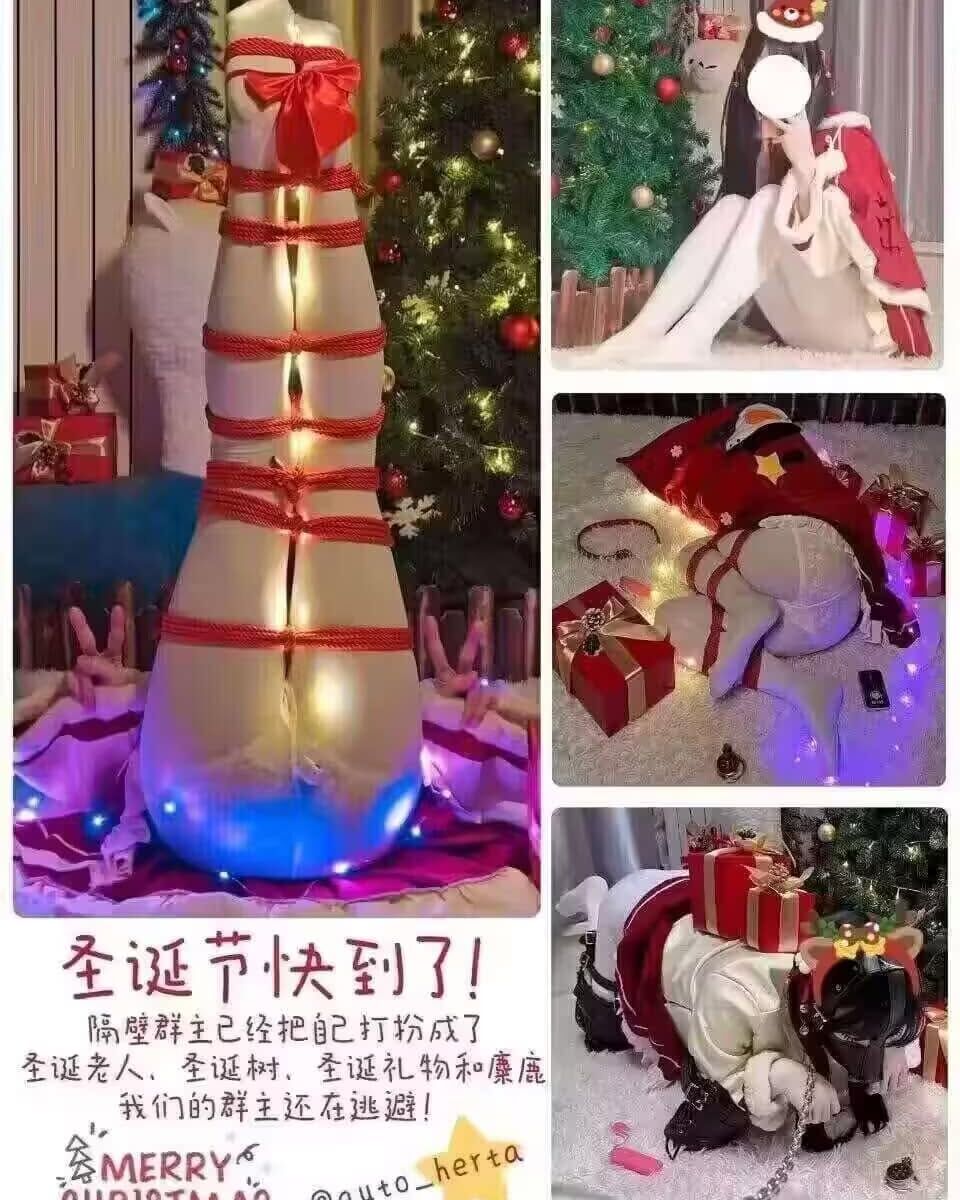 圣诞节快到了!
隔壁群主已经把自己打扮成了
圣诞老人、圣诞树、圣诞礼物和麋鹿
我们的群主还在逃避!
MERRY
CHRISTMAS
@auto_herta